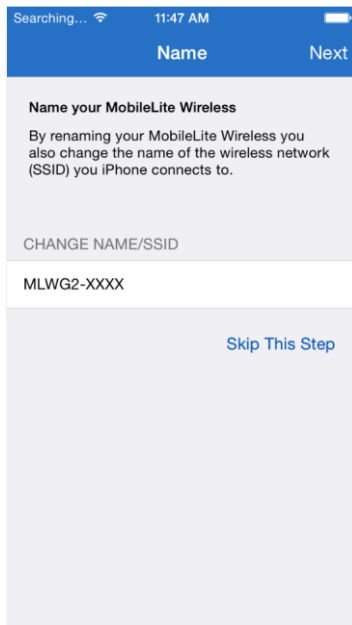 Searching... 11:47 AM
Name Next
Name your MobileLite Wireless
By renaming your MobileLite Wireless you
also change the name of the wireless network
(SSID) you iPhone connects to.
CHANGE NAME/SSID
MLWG2-XXXX
Skip This Step